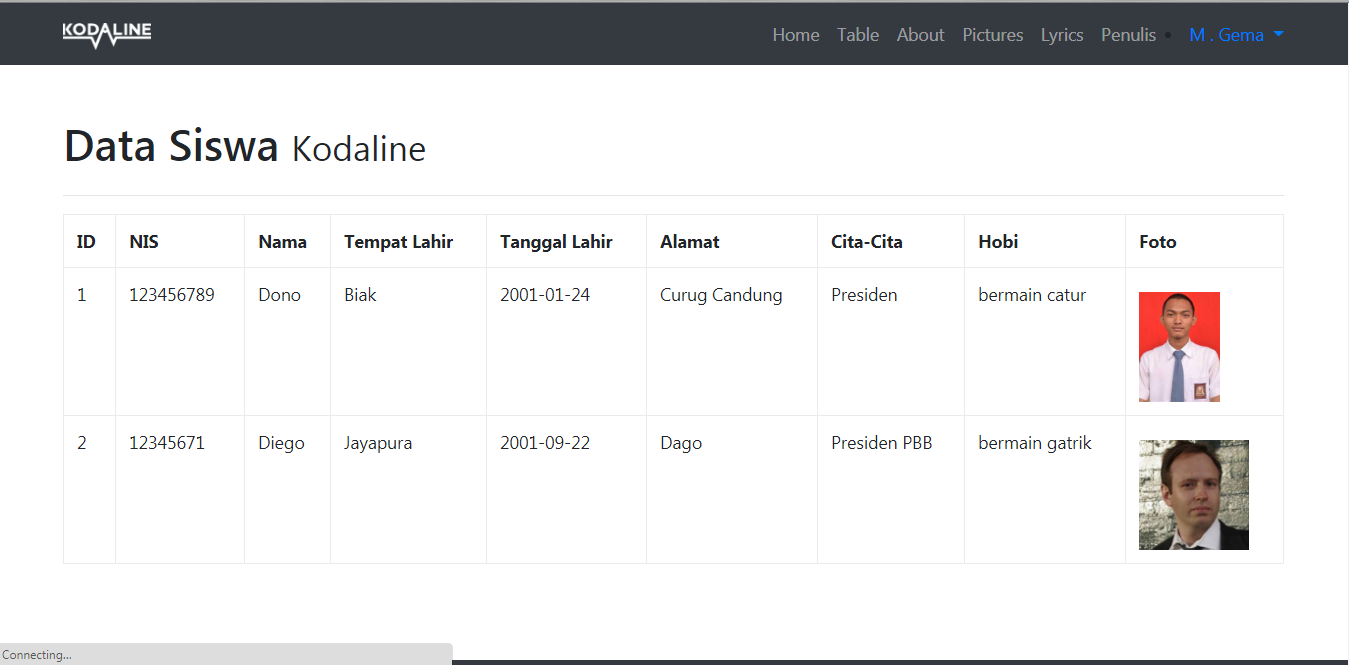 KODALINE
Home Table About Pictures Lyrics Penulis • M . Gema
Data Siswa Kodaline
ID NIS Nama Tempat Lahir Tanggal Lahir Alamat Cita-Cita Hobi Foto
1 123456789 Dono Biak 2001-01-24 Curug Candung Presiden bermain catur
2 12345671 Diego Jayapura 2001-09-22 Dago Presiden PBB bermain gatrik
Connecting...